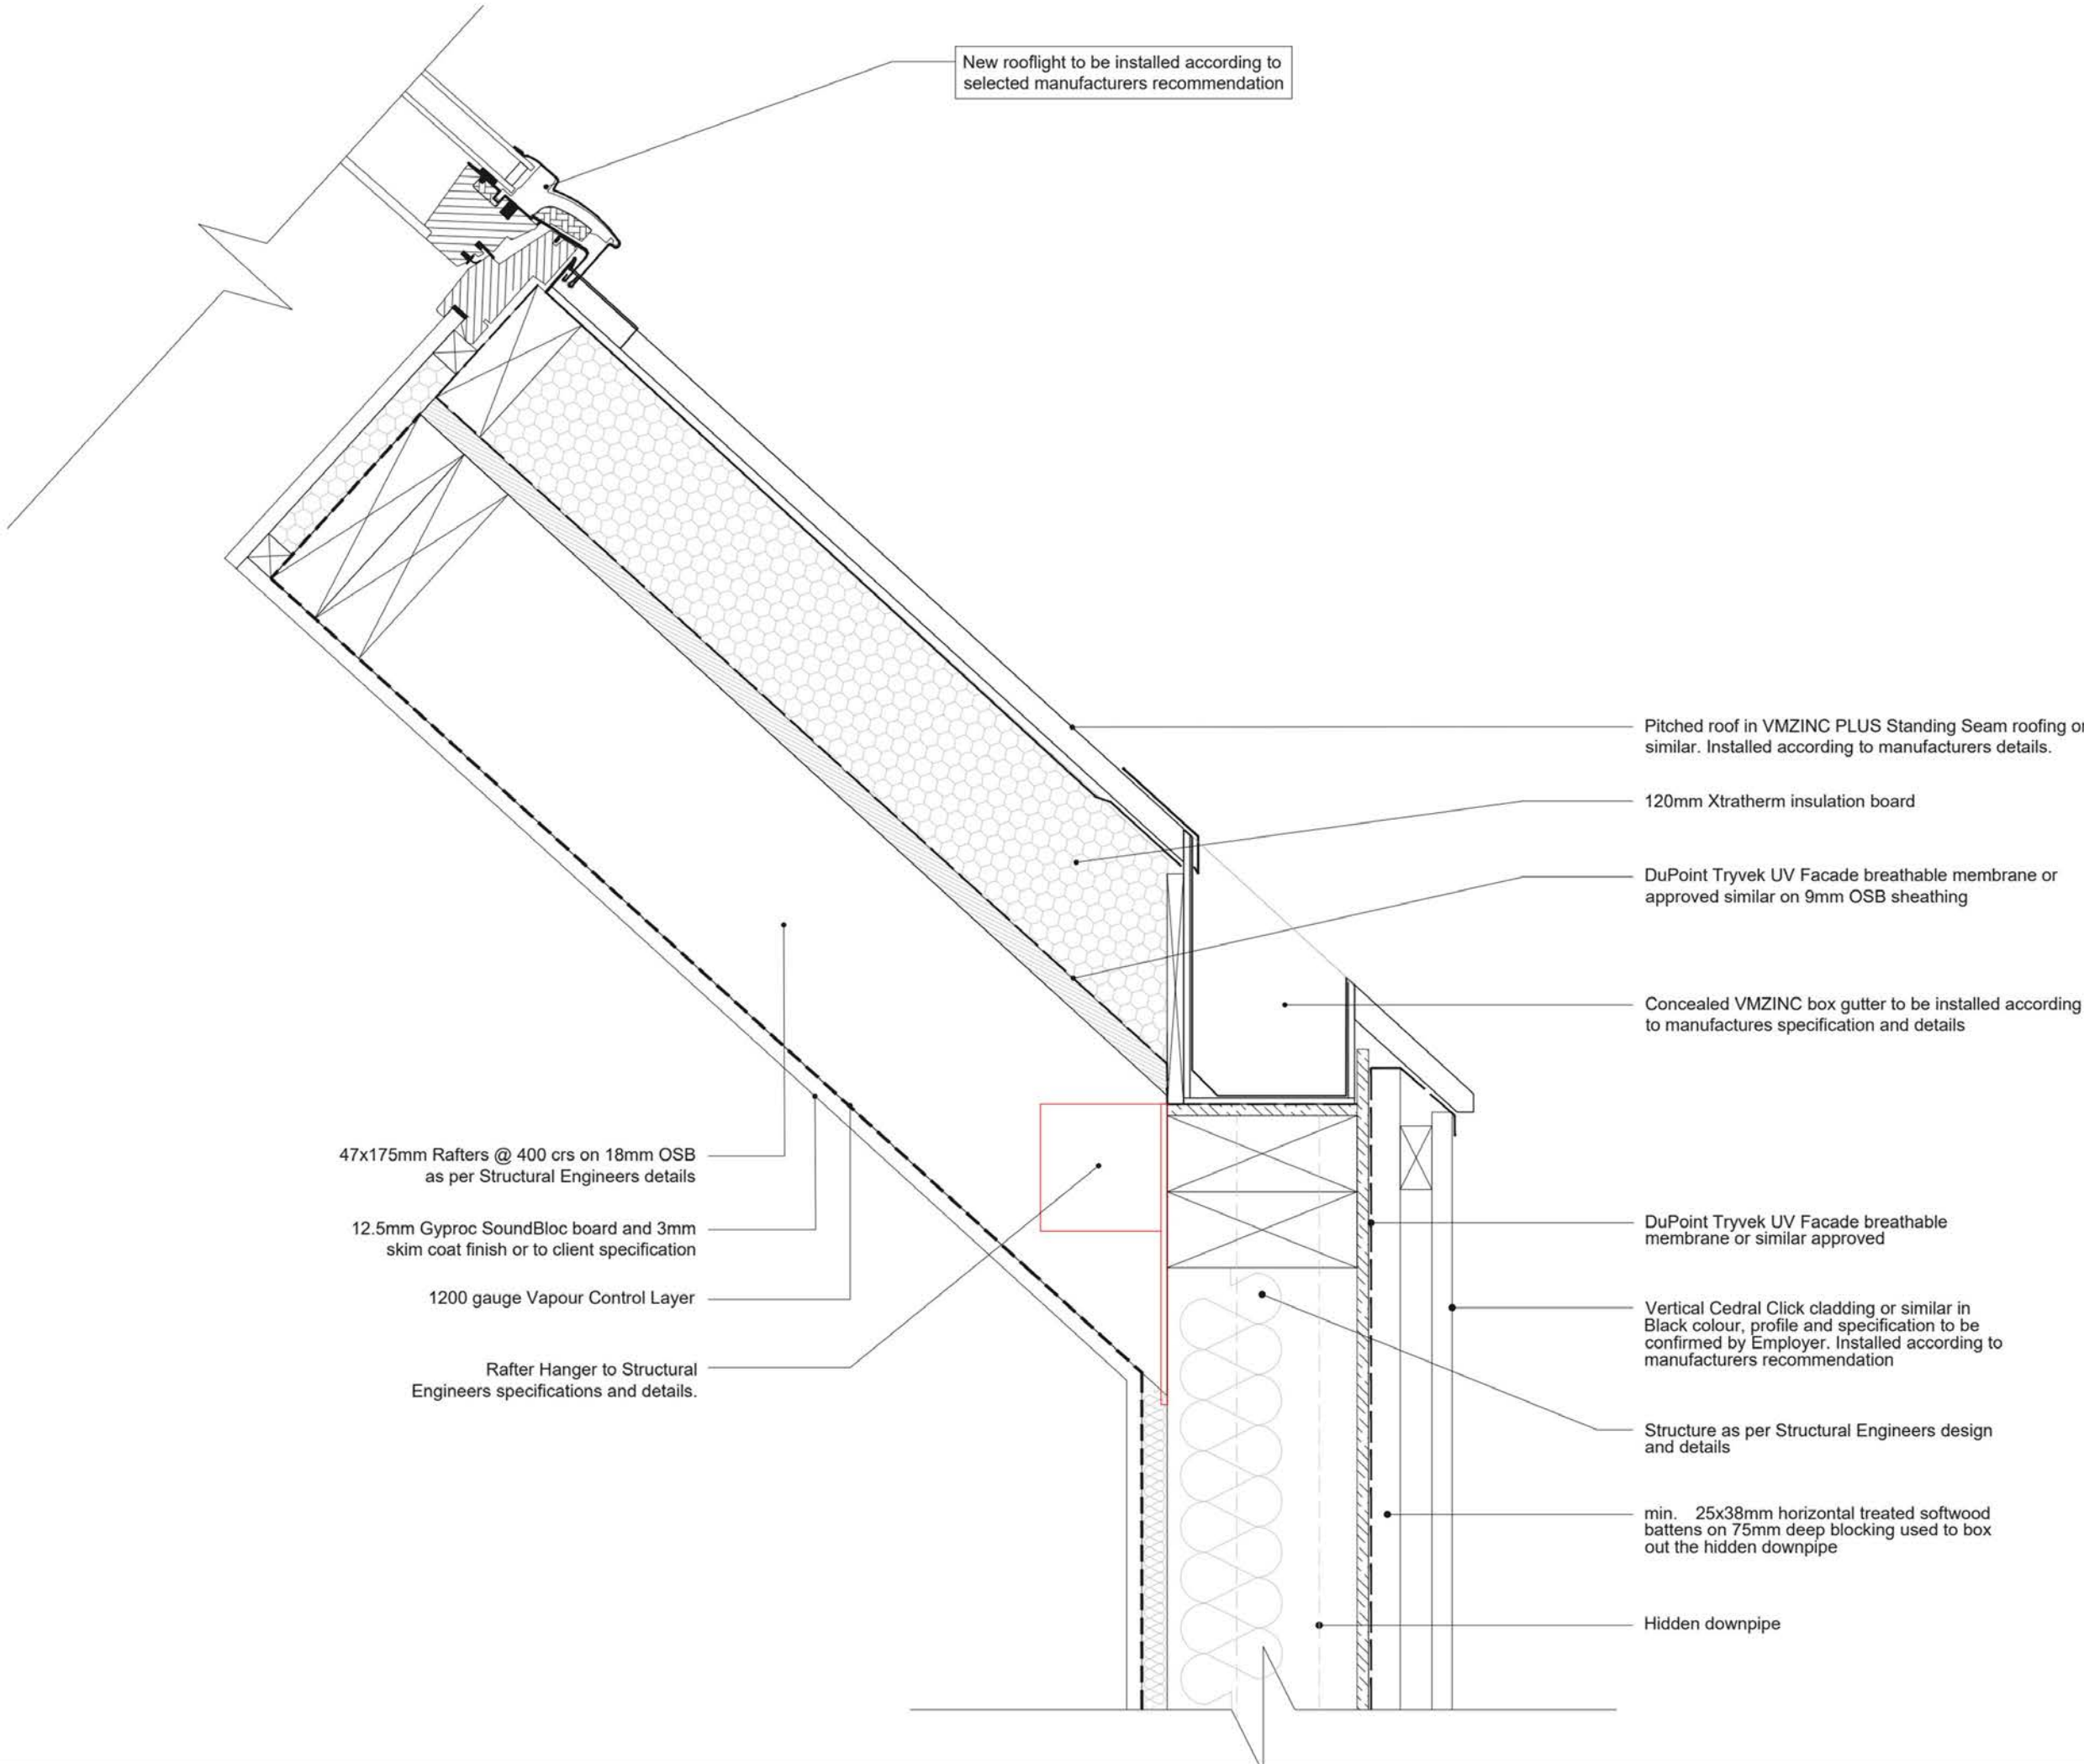 New rooflight to be installed according to
selected manufacturers recommendation
Pitched roof in VMZINC PLUS Standing Seam roofing or
similar. Installed according to manufacturers details.
120mm Xtratherm insulation board
DuPoint Tryvek UV Facade breathable membrane or
approved similar on 9mm OSB sheathing
Concealed VMZINC box gutter to be installed according
to manufactures specification and details
47x175mm Rafters @ 400 crs on 18mm OSB
as per Structural Engineers details
12.5mm Gyproc SoundBloc board and 3mm
skim coat finish or to client specification
1200 gauge Vapour Control Layer
Rafter Hanger to Structural
Engineers specifications and details.
DuPoint Tryvek UV Facade breathable
membrane or similar approved
Vertical Cedral Click cladding or similar in
Black colour, profile and specification to be
confirmed by Employer. Installed according to
manufacturers recommendation
Structure as per Structural Engineers design
and details
min. 25x38mm horizontal treated softwood
battens on 75mm deep blocking used to box
out the hidden downpipe
Hidden downpipe